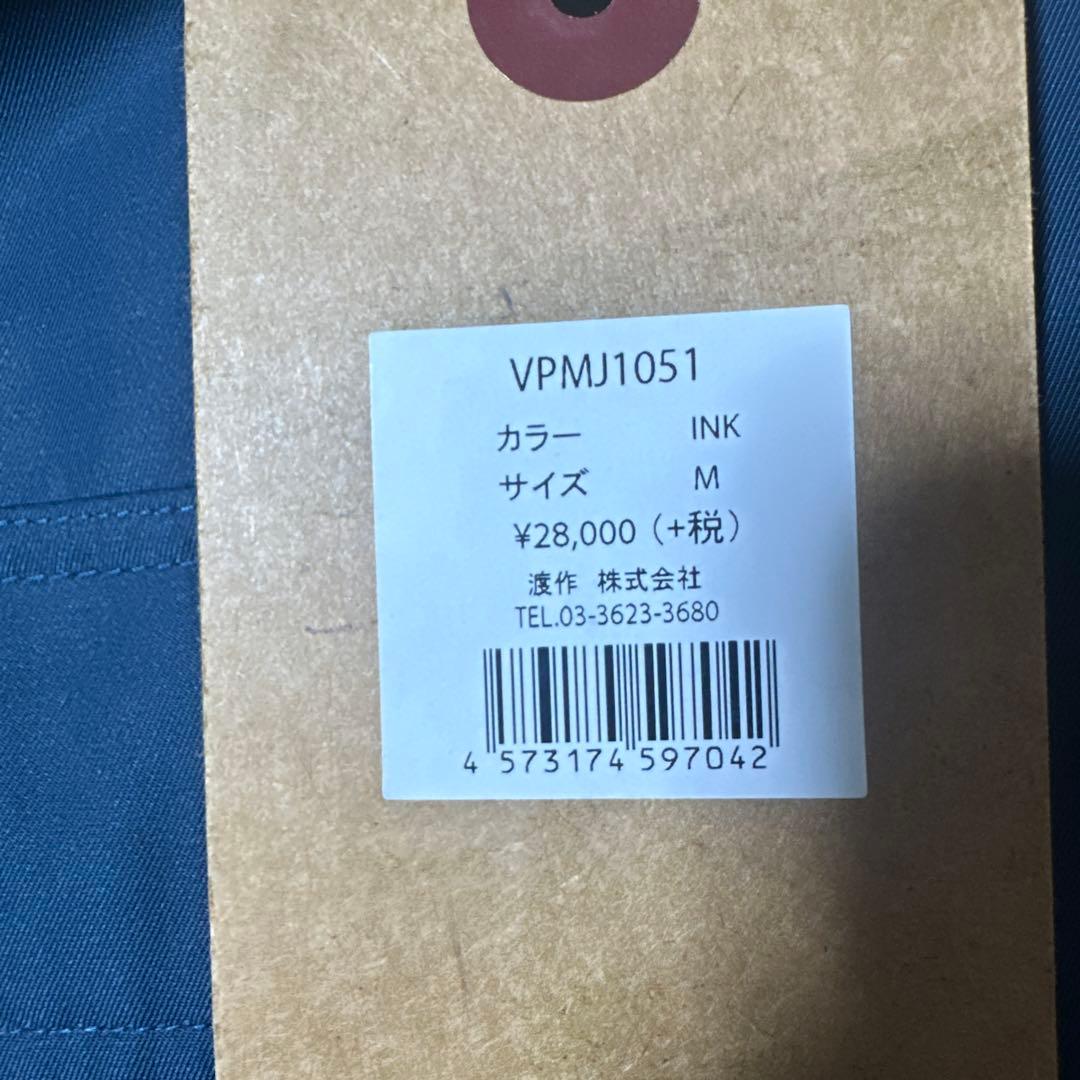 VPMJ1051
カラー INK
サイズ M
¥28,000（+税）
渡作 株式会社
TEL.03-3623-3680
4 573174 597042